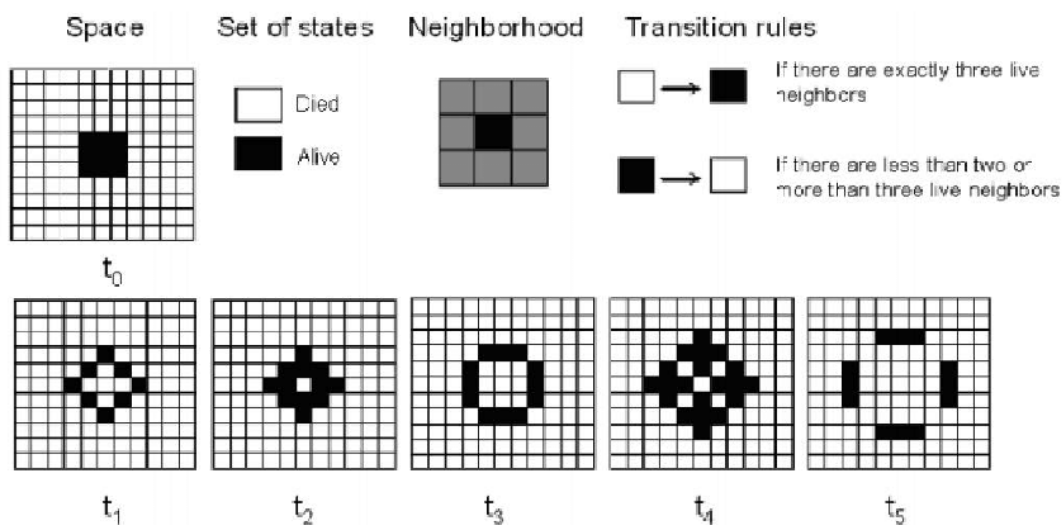 Space
Set of states
Neighborhood
Transition rules
Died
Alive
If there are exactly three live
neighbors
If there are less than two or
more than three live neighbors
t0
t1
t2
t3
t4
t5